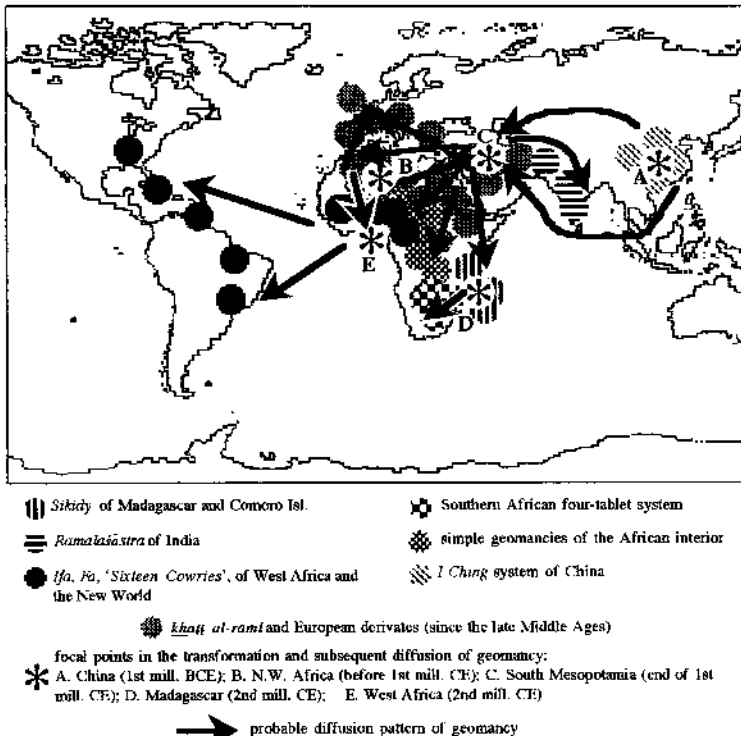 C
B
A
E
D
Sikidy of Madagascar and Comoro Isl.
Southern African four-tablet system
Ramalaśāstra of India
simple geomancies of the African interior
Ifa, Fa, 'Sixteen Cowries', of West Africa and
the New World
I Ching system of China
khaṭṭ al-raml and European derivates (since the late Middle Ages)
focal points in the transformation and subsequent diffusion of geomancy:
A. China (1st mill. BCE); B. N.W. Africa (before 1st mill. CE); C. South Mesopotamia (end of 1st
mill. CE); D. Madagascar (2nd mill. CE); E. West Africa (2nd mill. CE)
probable diffusion pattern of geomancy